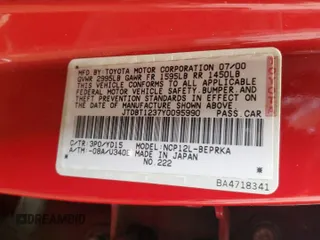 MFD BY: TOYOTA MOTOR CORPORATION 07/00
GVWR 2995LB GAWR FR 1595LB RR 1450LB
THIS VEHICLE CONFORMS TO ALL APPLICABLE
FEDERAL MOTOR VEHICLE SAFETY, BUMPER, AND
THEFT PREVENTION STANDARDS IN EFFECT ON
THE DATE OF MANUFACTURE SHOWN ABOVE.
JTDBT1237Y0095990 PASS.CAR
C/TR:3P0/YD15 MODEL:NCP12L-BEPRKA
A/TM:-08A/U340E MADE IN JAPAN
NO.222
BA4718341